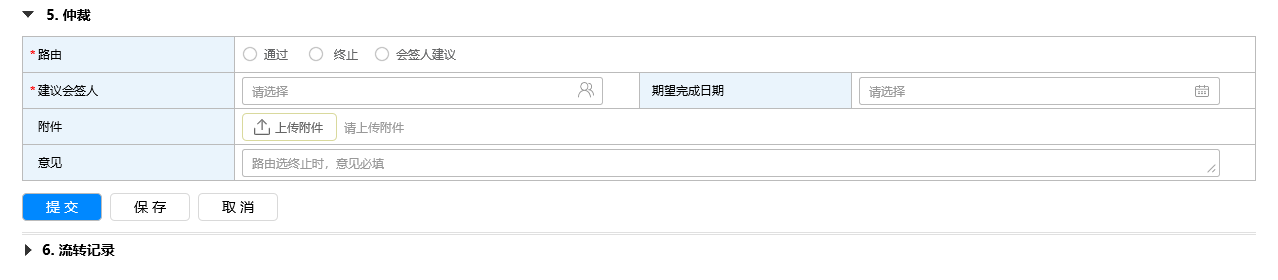 5. 仲裁
*路由 通过 终止 会签人建议
*建议会签人 请选择 期望完成日期 请选择
附件 上传附件 请上传附件
意见 路由选终止时，意见必填
提交 保存 取消
6. 流转记录